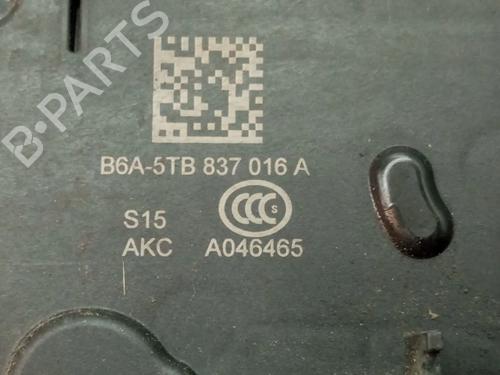 B-PARTS
B6A-5TB 837 016 A
CCC S
S15
AKC A046465